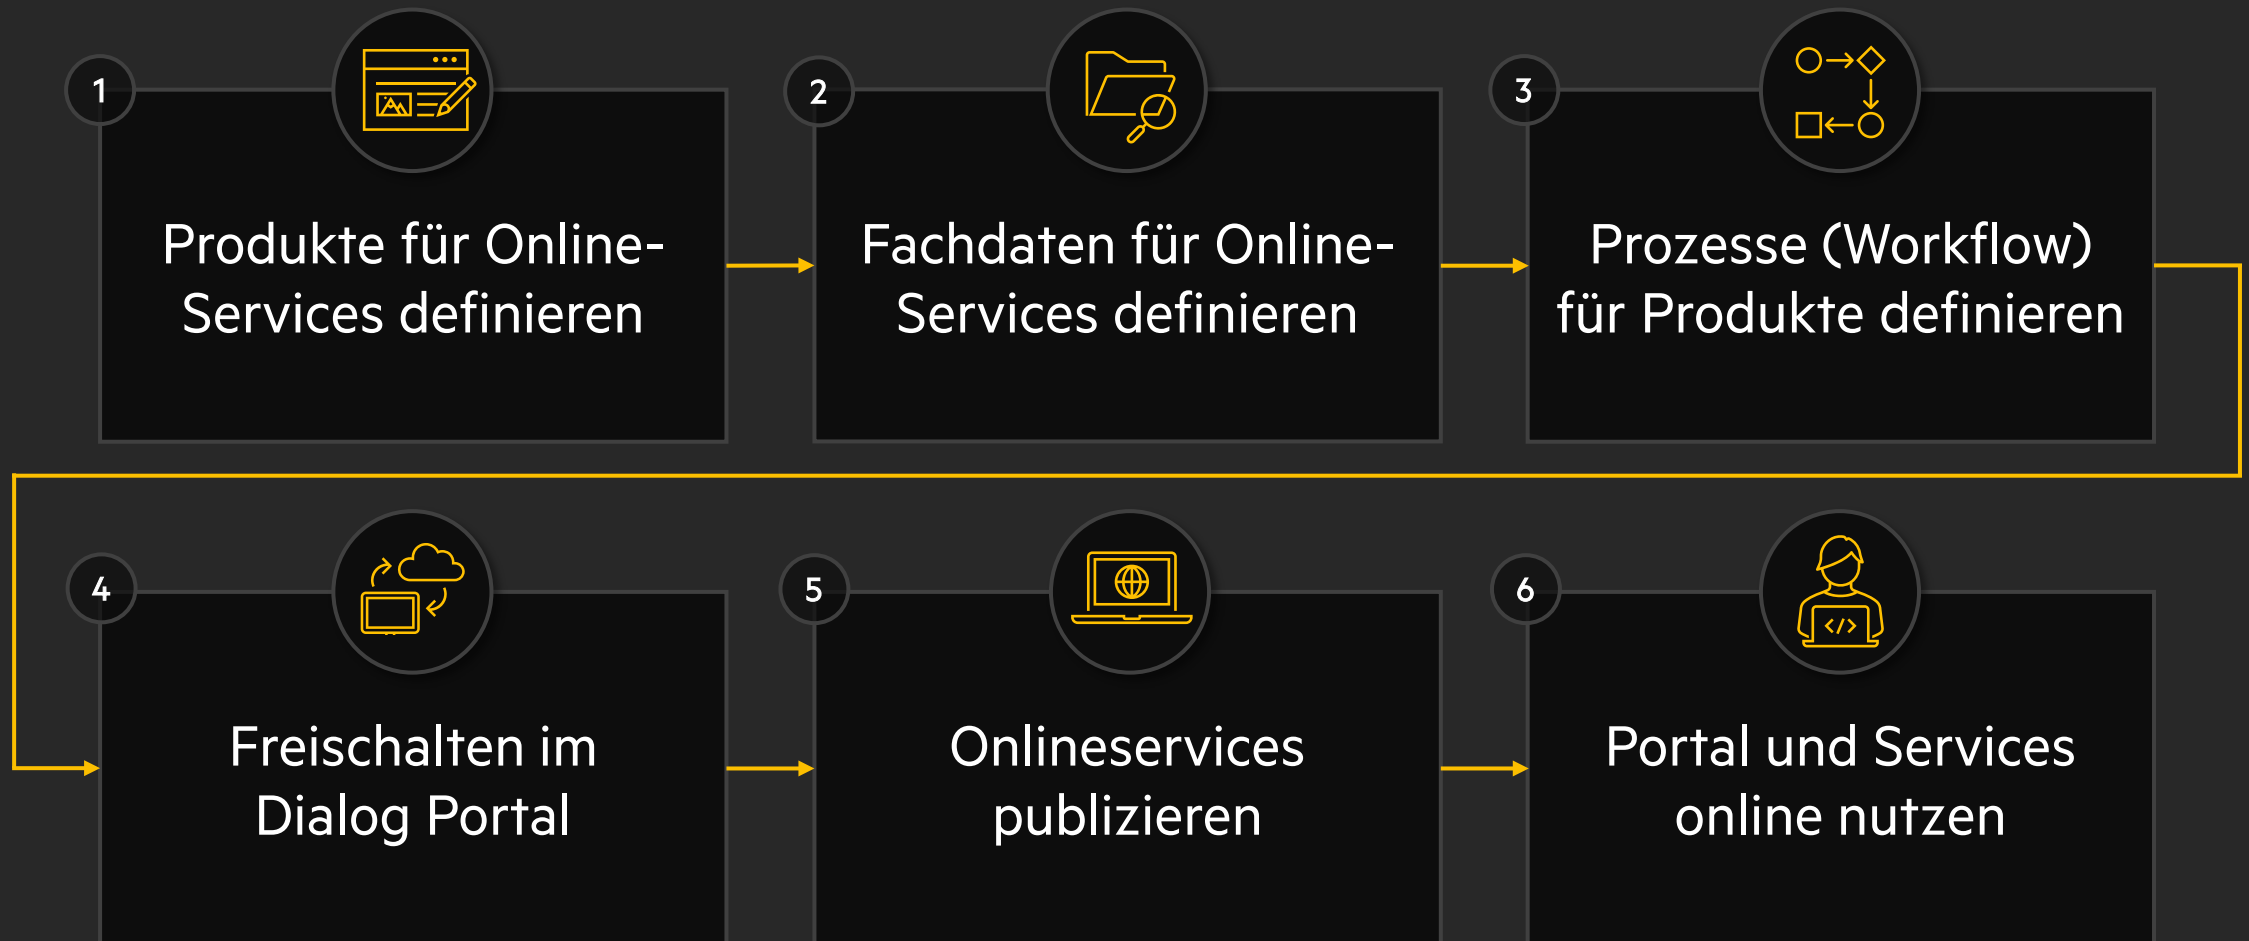 1
Produkte für Online-
Services definieren
2
Fachdaten für Online-
Services definieren
3
Prozesse (Workflow)
für Produkte definieren
4
Freischalten im
Dialog Portal
5
Onlineservices
publizieren
6
</>
Portal und Services
online nutzen